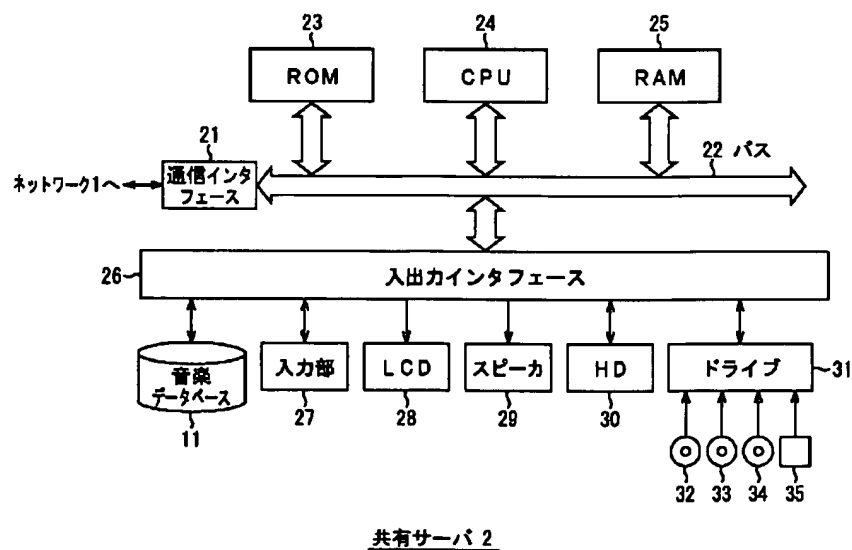 23
24
25
ROM
CPU
RAM
21
22 バス
ネットワーク1へ
通信インタ
フェース
26
入出力インタフェース
音楽
データベース
入力部
LCD
スピーカ
HD
ドライブ
31
11
27
28
29
30
32
33
34
35
共有サーバ 2